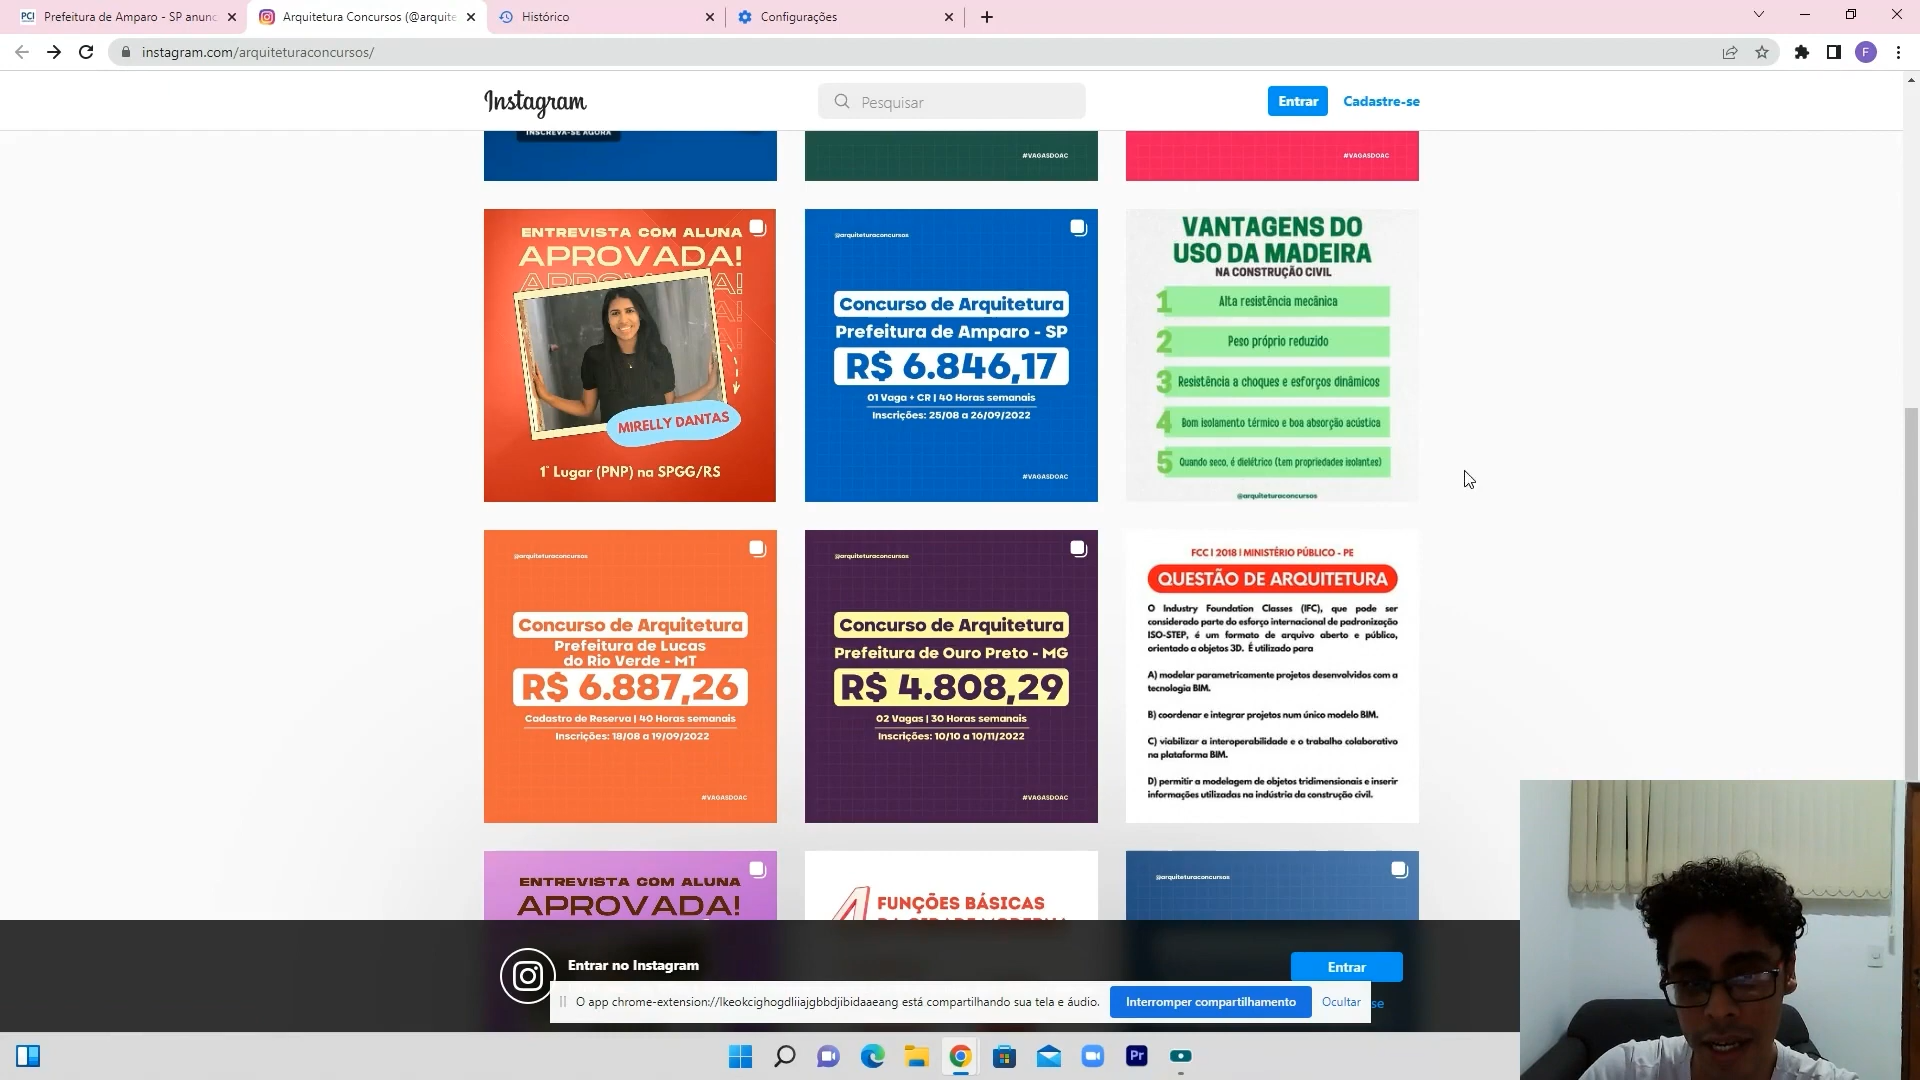 PCI Prefeitura de Amparo - SP anunc
Arquitetura Concursos (@arquite
Histórico
Configurações
instagram.com/arquiteturaconcursos/
F
Instagram
Pesquisar
Entrar
Cadastre-se
INSCREVA-SE AGORA
#VAGASDOAC
#VAGASDOAC
ENTREVISTA COM ALUNA
APROVADA!
MIRELLY DANTAS
1° Lugar (PNP) na SPGG/RS
@arquiteturaconcursos
Concurso de Arquitetura
Prefeitura de Amparo - SP
R$ 6.846,17
01 Vaga + CR | 40 Horas semanais
Inscrições: 25/08 a 26/09/2022
#VAGASDOAC
VANTAGENS DO
USO DA MADEIRA
NA CONSTRUÇÃO CIVIL
1 Alta resistência mecânica
2 Peso próprio reduzido
3 Resistência a choques e esforços dinâmicos
4 Bom isolamento térmico e boa absorção acústica
5 Quando seco, é dielétrico (tem propriedades isolantes)
@arquiteturaconcursos
@arquiteturaconcursos
Concurso de Arquitetura
Prefeitura de Lucas
do Rio Verde - MT
R$ 6.887,26
Cadastro de Reserva | 40 Horas semanais
Inscrições: 18/08 a 19/09/2022
#VAGASDOAC
@arquiteturaconcursos
Concurso de Arquitetura
Prefeitura de Ouro Preto - MG
R$ 4.808,29
02 Vagas | 30 Horas semanais
Inscrições: 10/10 a 10/11/2022
#VAGASDOAC
FCC | 2018 | MINISTÉRIO PÚBLICO - PE
QUESTÃO DE ARQUITETURA
O Industry Foundation Classes (IFC), que pode ser
considerado parte do esforço internacional de padronização
ISO-STEP, é um formato de arquivo aberto e público,
orientado a objetos 3D. É utilizado para
A) modelar parametricamente projetos desenvolvidos com a
tecnologia BIM.
B) coordenar e integrar projetos num único modelo BIM.
C) viabilizar a interoperabilidade e o trabalho colaborativo
na plataforma BIM.
D) permitir a modelagem de objetos tridimensionais e inserir
informações utilizadas na indústria da construção civil.
ENTREVISTA COM ALUNA
APROVADA!
4 FUNÇÕES BÁSICAS
DA CIDADE MODERNA
@arquiteturaconcursos
Entrar no Instagram
Entrar
O app chrome-extension://lkeokcighogdliiajgbbdjibidaaeang está compartilhando sua tela e áudio.
Interromper compartilhamento
Ocultar
se
Pr